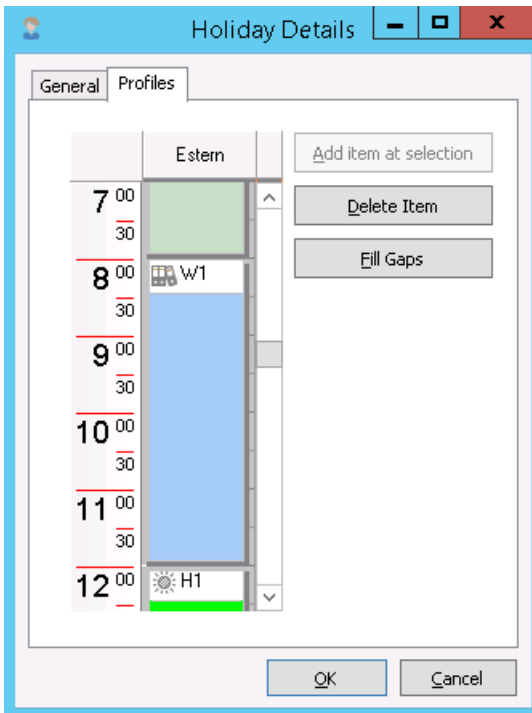 Holiday Details
General Profiles
Estern
Add item at selection
Delete Item
Fill Gaps
7 00
30
8 00 W1
30
9 00
30
10 00
30
11 00
30
12 00 H1
OK Cancel